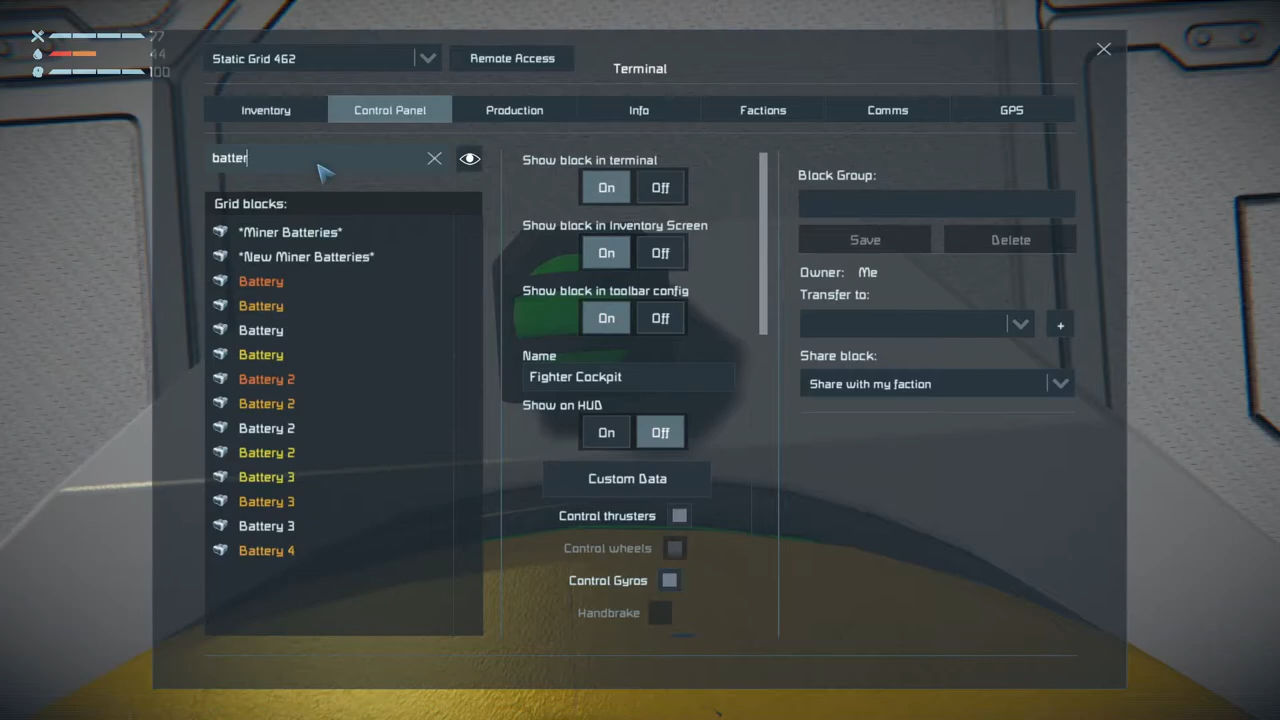 77
44
100
Static Grid 462
Remote Access
Terminal
Inventory
Control Panel
Production
Info
Factions
Comms
GPS
batter
Grid blocks:
*Miner Batteries*
*New Miner Batteries*
Battery
Battery
Battery
Battery
Battery 2
Battery 2
Battery 2
Battery 2
Battery 3
Battery 3
Battery 3
Battery 4
Show block in terminal
On Off
Show block in Inventory Screen
On Off
Show block in toolbar config
On Off
Name
Fighter Cockpit
Show on HUD
On Off
Custom Data
Control thrusters
Control wheels
Control Gyros
Handbrake
Block Group:
Save Delete
Owner: Me
Transfer to:
+
Share block:
Share with my faction